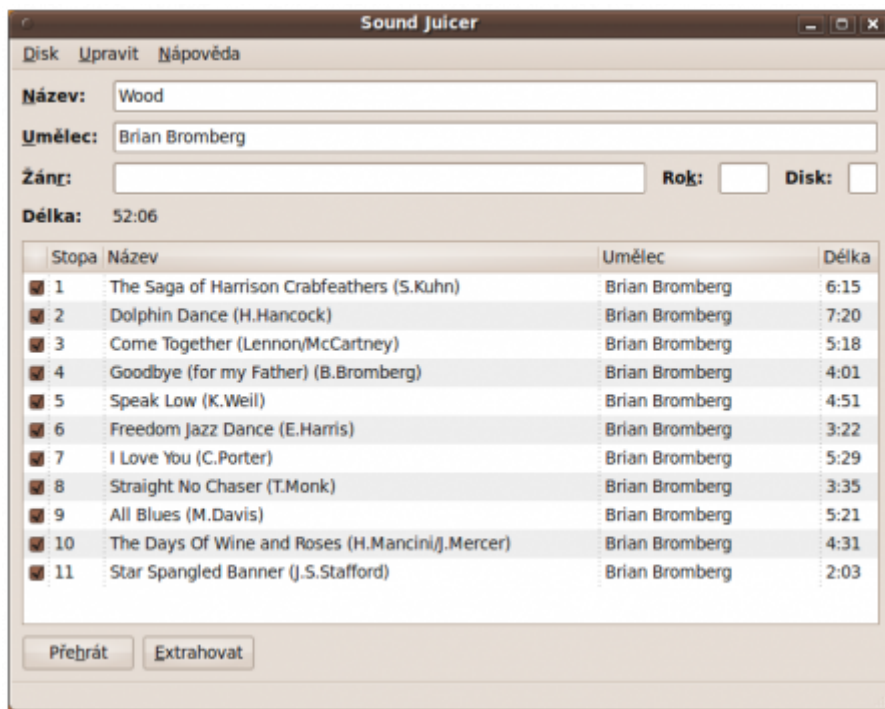 Sound Juicer
Disk Upravit Nápověda
Název: Wood
Umělec: Brian Bromberg
Žánr: Rok: Disk:
Délka: 52:06
Stopa Název Umělec Délka
1 The Saga of Harrison Crabfeathers (S.Kuhn) Brian Bromberg 6:15
2 Dolphin Dance (H.Hancock) Brian Bromberg 7:20
3 Come Together (Lennon/McCartney) Brian Bromberg 5:18
4 Goodbye (for my Father) (B.Bromberg) Brian Bromberg 4:01
5 Speak Low (K.Weil) Brian Bromberg 4:51
6 Freedom Jazz Dance (E.Harris) Brian Bromberg 3:22
7 I Love You (C.Porter) Brian Bromberg 5:29
8 Straight No Chaser (T.Monk) Brian Bromberg 3:35
9 All Blues (M.Davis) Brian Bromberg 5:21
10 The Days Of Wine and Roses (H.Mancini/J.Mercer) Brian Bromberg 4:31
11 Star Spangled Banner (J.S.Stafford) Brian Bromberg 2:03
Přehrát Extrahovat